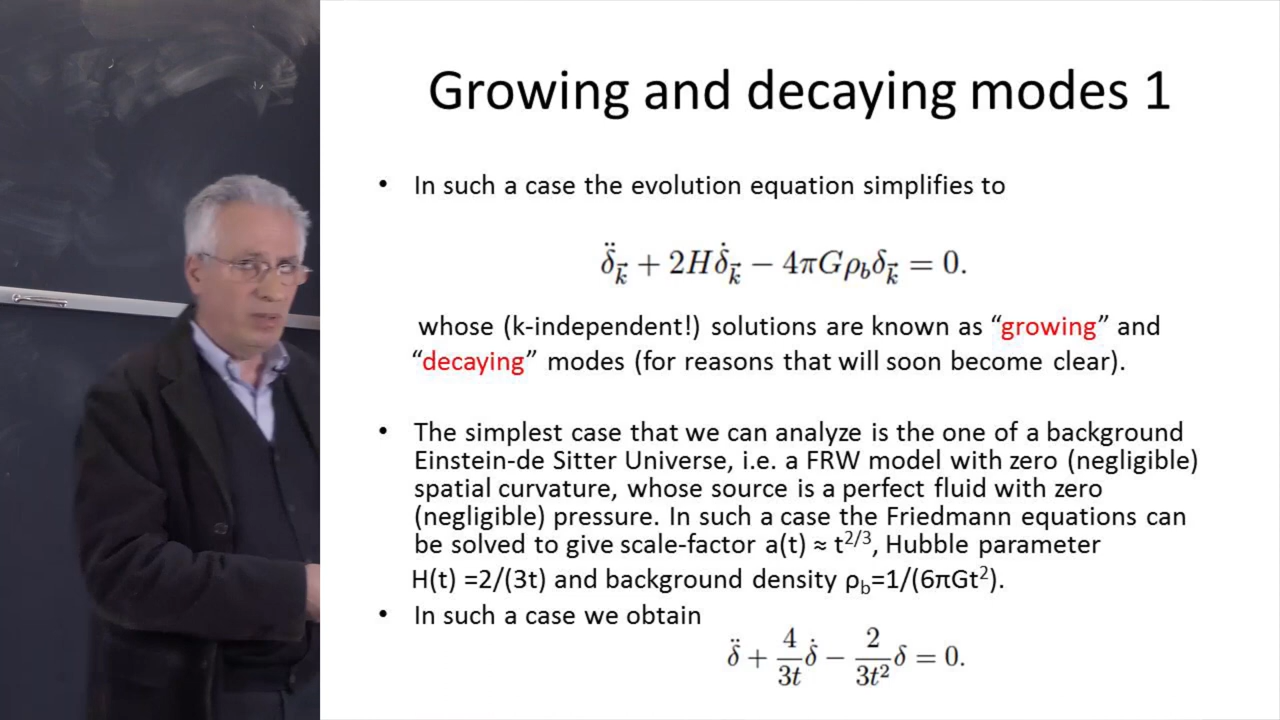 Growing and decaying modes 1
• In such a case the evolution equation simplifies to
δ̈_k⃗ + 2Hδ̇_k⃗ − 4πGρ_bδ_k⃗ = 0.
whose (k-independent!) solutions are known as “growing” and
“decaying” modes (for reasons that will soon become clear).
• The simplest case that we can analyze is the one of a background
Einstein-de Sitter Universe, i.e. a FRW model with zero (negligible)
spatial curvature, whose source is a perfect fluid with zero
(negligible) pressure. In such a case the Friedmann equations can
be solved to give scale-factor a(t) ≈ t^2/3, Hubble parameter
H(t) =2/(3t) and background density ρ_b=1/(6πGt²).
• In such a case we obtain
δ̈ + 4/3t δ̇ − 2/3t² δ = 0.